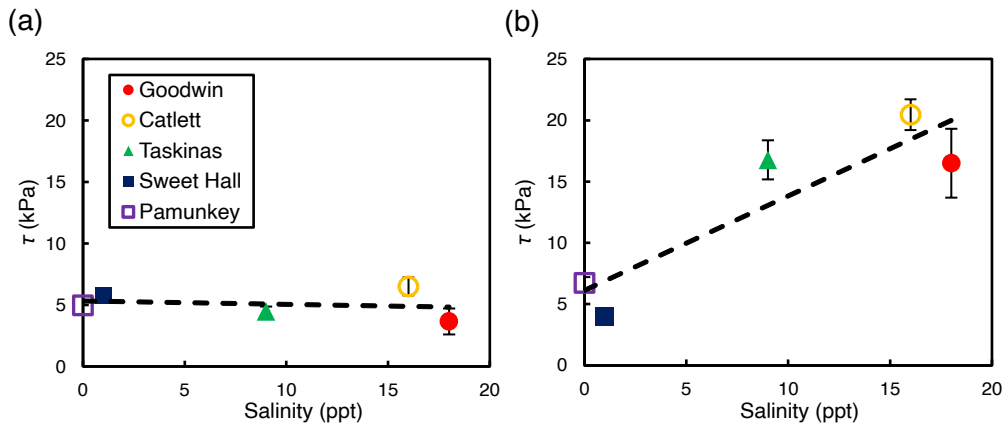 (a)
25
20
15
10
5
0
τ (kPa)
Goodwin
Catlett
Taskinas
Sweet Hall
Pamunkey
0 5 10 15 20
Salinity (ppt)
(b)
25
20
15
10
5
0
τ (kPa)
0 5 10 15 20
Salinity (ppt)